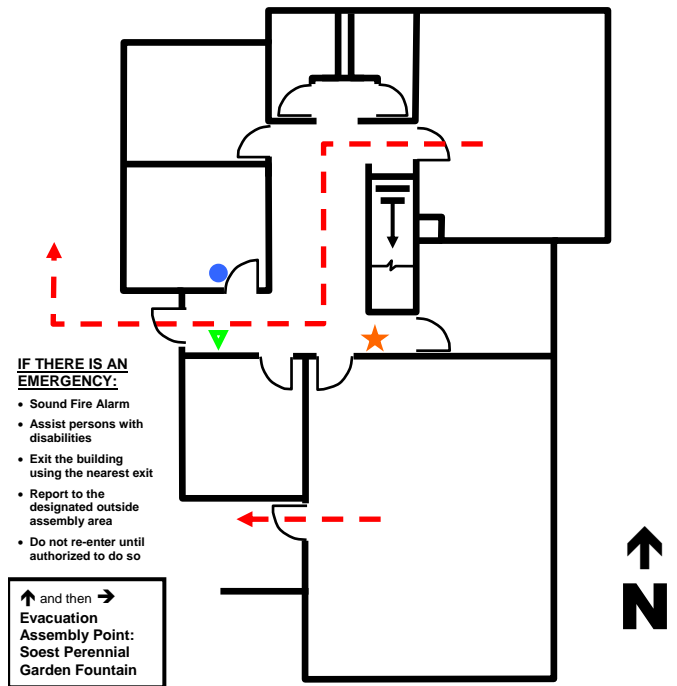 IF THERE IS AN
EMERGENCY:
• Sound Fire Alarm
• Assist persons with
disabilities
• Exit the building
using the nearest exit
• Report to the
designated outside
assembly area
• Do not re-enter until
authorized to do so
↑ and then →
Evacuation
Assembly Point:
Soest Perennial
Garden Fountain
N